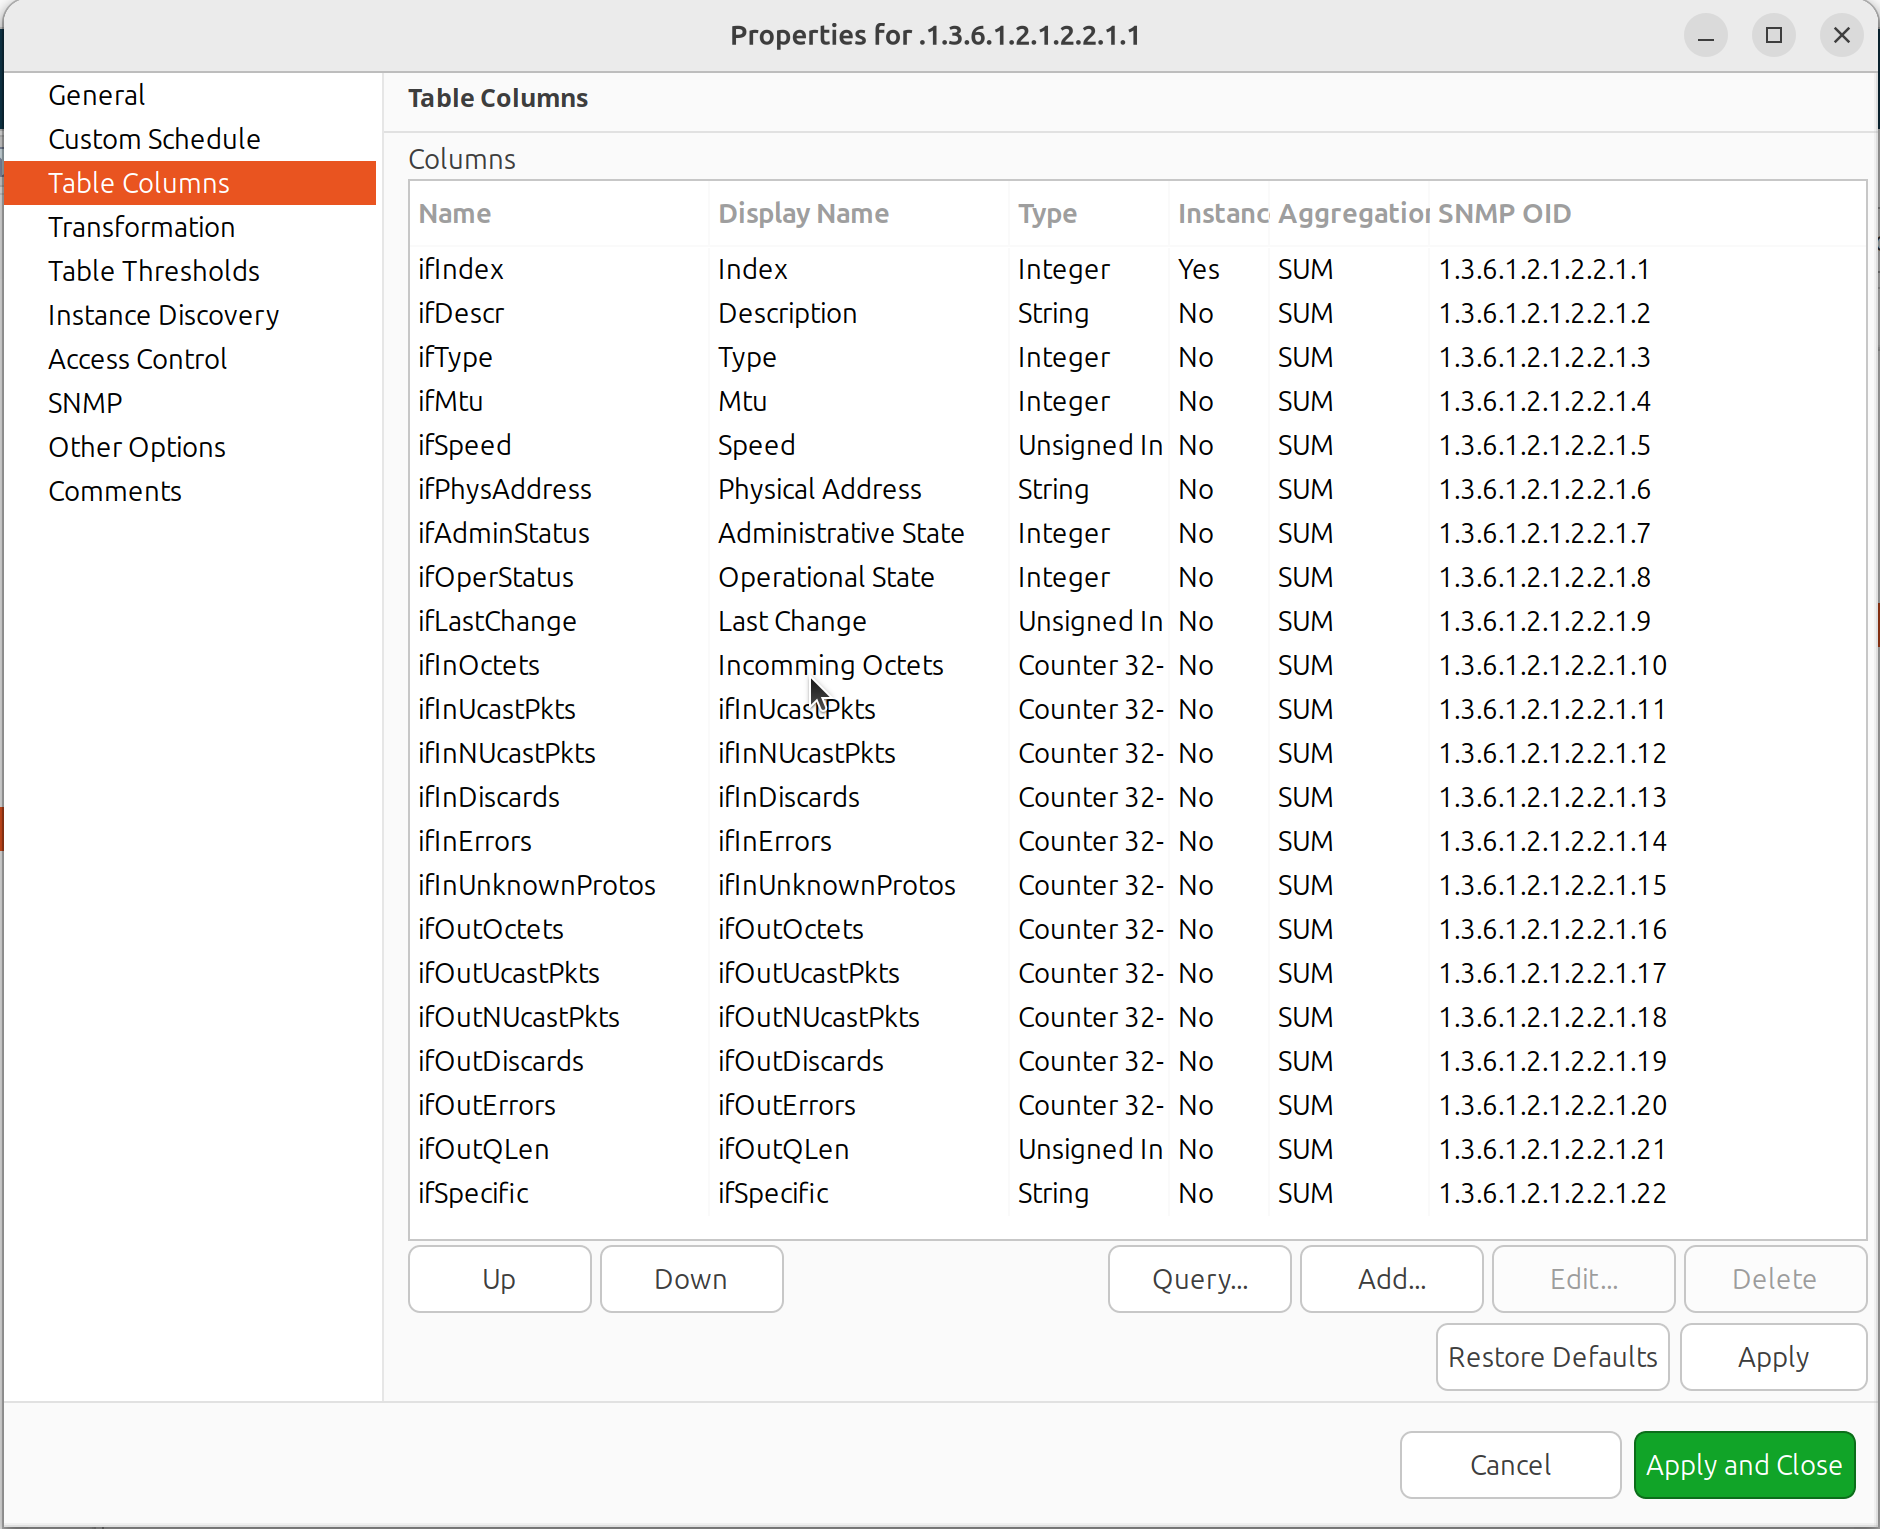 Properties for .1.3.6.1.2.1.2.2.1.1
General
Custom Schedule
Table Columns
Transformation
Table Thresholds
Instance Discovery
Access Control
SNMP
Other Options
Comments
Table Columns
Columns
Name Display Name Type Instanc Aggregation SNMP OID
ifIndex Index Integer Yes SUM 1.3.6.1.2.1.2.2.1.1
ifDescr Description String No SUM 1.3.6.1.2.1.2.2.1.2
ifType Type Integer No SUM 1.3.6.1.2.1.2.2.1.3
ifMtu Mtu Integer No SUM 1.3.6.1.2.1.2.2.1.4
ifSpeed Speed Unsigned In No SUM 1.3.6.1.2.1.2.2.1.5
ifPhysAddress Physical Address String No SUM 1.3.6.1.2.1.2.2.1.6
ifAdminStatus Administrative State Integer No SUM 1.3.6.1.2.1.2.2.1.7
ifOperStatus Operational State Integer No SUM 1.3.6.1.2.1.2.2.1.8
ifLastChange Last Change Unsigned In No SUM 1.3.6.1.2.1.2.2.1.9
ifInOctets Incomming Octets Counter 32- No SUM 1.3.6.1.2.1.2.2.1.10
ifInUcastPkts ifInUcastPkts Counter 32- No SUM 1.3.6.1.2.1.2.2.1.11
ifInNUcastPkts ifInNUcastPkts Counter 32- No SUM 1.3.6.1.2.1.2.2.1.12
ifInDiscards ifInDiscards Counter 32- No SUM 1.3.6.1.2.1.2.2.1.13
ifInErrors ifInErrors Counter 32- No SUM 1.3.6.1.2.1.2.2.1.14
ifInUnknownProtos ifInUnknownProtos Counter 32- No SUM 1.3.6.1.2.1.2.2.1.15
ifOutOctets ifOutOctets Counter 32- No SUM 1.3.6.1.2.1.2.2.1.16
ifOutUcastPkts ifOutUcastPkts Counter 32- No SUM 1.3.6.1.2.1.2.2.1.17
ifOutNUcastPkts ifOutNUcastPkts Counter 32- No SUM 1.3.6.1.2.1.2.2.1.18
ifOutDiscards ifOutDiscards Counter 32- No SUM 1.3.6.1.2.1.2.2.1.19
ifOutErrors ifOutErrors Counter 32- No SUM 1.3.6.1.2.1.2.2.1.20
ifOutQLen ifOutQLen Unsigned In No SUM 1.3.6.1.2.1.2.2.1.21
ifSpecific ifSpecific String No SUM 1.3.6.1.2.1.2.2.1.22
Up Down Query... Add... Edit... Delete
Restore Defaults Apply
Cancel Apply and Close